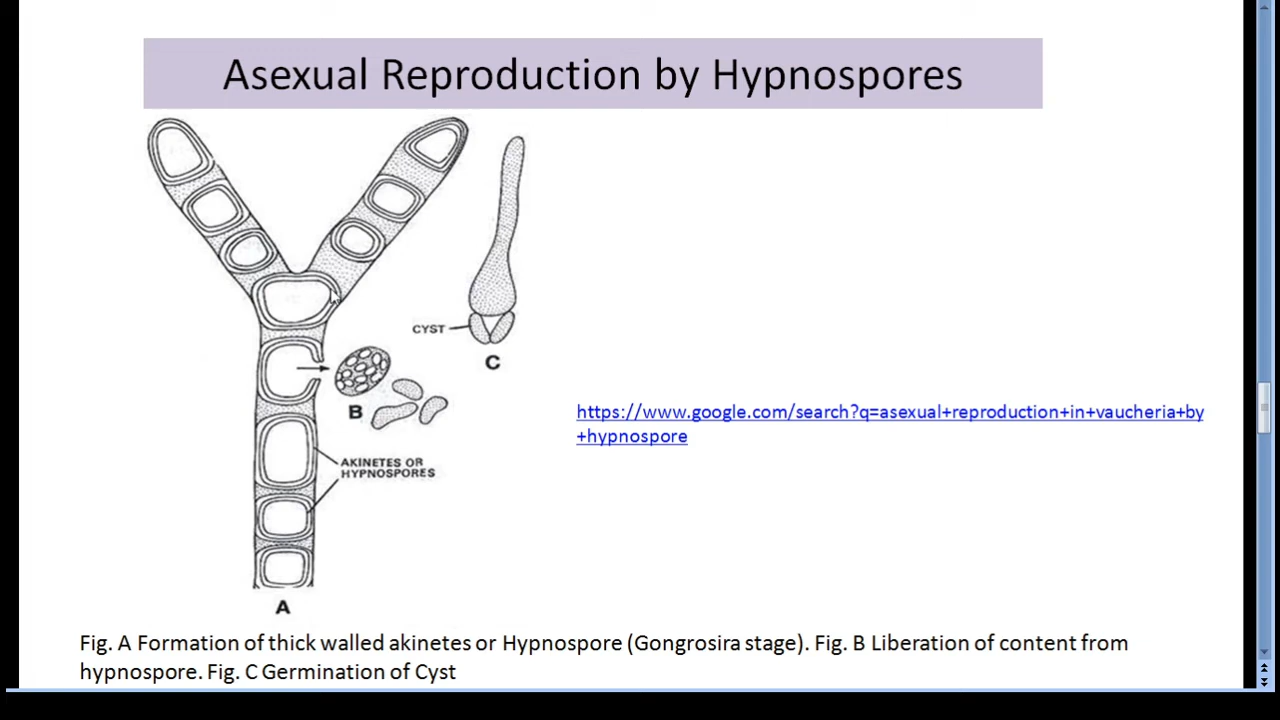 Asexual Reproduction by Hypnospores
CYST
C
B
AKINETES OR
HYPNOSPORES
A
https://www.google.com/search?q=asexual+reproduction+in+vaucheria+by
+hypnospore
Fig. A Formation of thick walled akinetes or Hypnospore (Gongrosira stage). Fig. B Liberation of content from
hypnospore. Fig. C Germination of Cyst